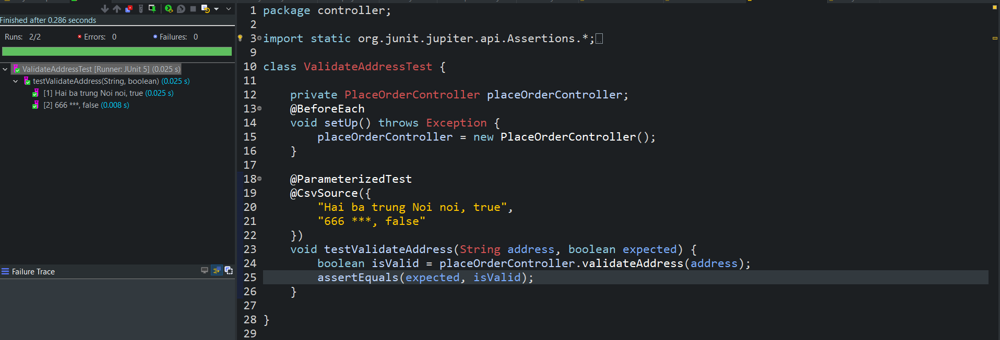 Finished after 0.286 seconds
Runs: 2/2 Errors: 0 Failures: 0
ValidateAddressTest [Runner: JUnit 5] (0.025 s)
testValidateAddress(String, boolean) (0.025 s)
[1] Hai ba trung Noi noi, true (0.025 s)
[2] 666 ***, false (0.008 s)
Failure Trace
1 package controller;
2
3 import static org.junit.jupiter.api.Assertions.*;
9
10 class ValidateAddressTest {
11
12 private PlaceOrderController placeOrderController;
13 @BeforeEach
14 void setUp() throws Exception {
15 placeOrderController = new PlaceOrderController();
16 }
17
18 @ParameterizedTest
19 @CsvSource({
20 "Hai ba trung Noi noi, true",
21 "666 ***, false"
22 })
23 void testValidateAddress(String address, boolean expected) {
24 boolean isValid = placeOrderController.validateAddress(address);
25 assertEquals(expected, isValid);
26 }
27
28 }
29